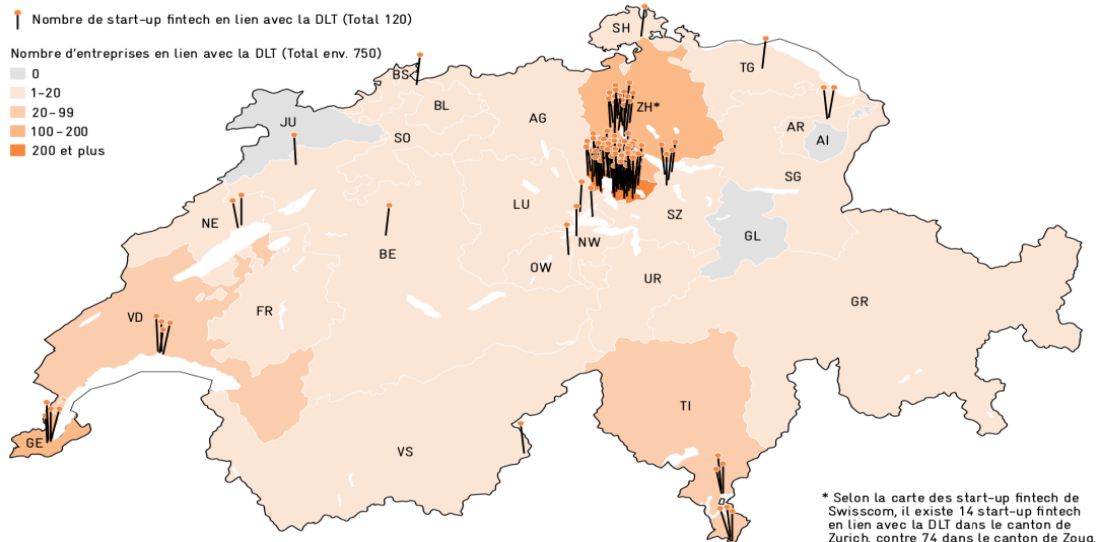 Nombre de start-up fintech en lien avec la DLT (Total 120)
Nombre d'entreprises en lien avec la DLT (Total env. 750)
0
1–20
20–99
100–200
200 et plus
SH
BS
TG
BL
ZH*
AG
JU
AR
AI
SO
SG
LU
SZ
NE
NW
GL
BE
OW
UR
GR
FR
VD
TI
GE
VS
* Selon la carte des start-up fintech de
Swisscom, il existe 14 start-up fintech
en lien avec la DLT dans le canton de
Zurich, contre 74 dans le canton de Zoug.